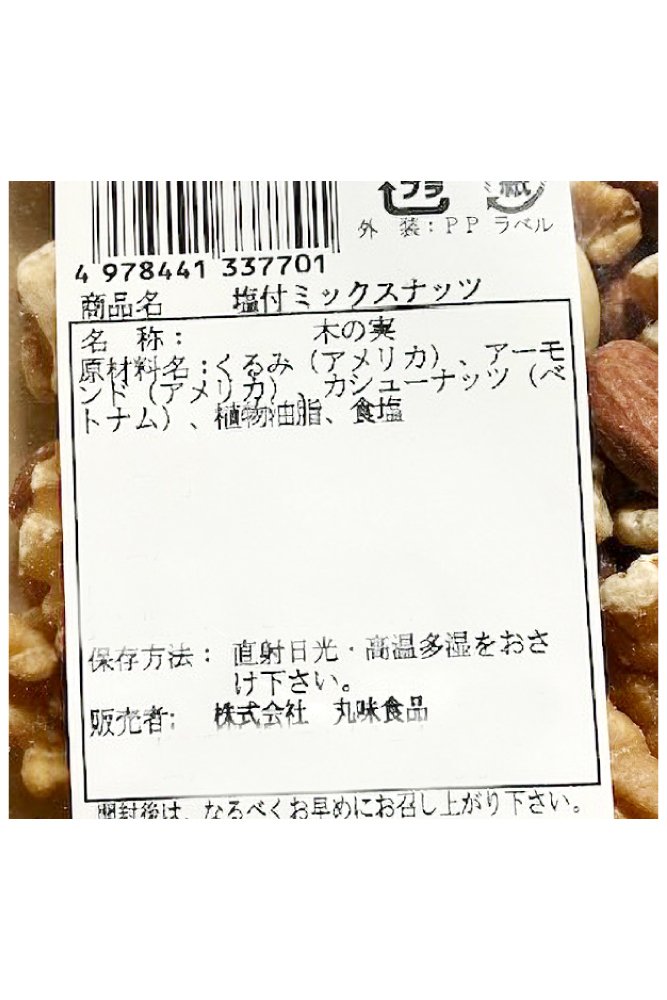 プラ 紙
外 装:PP ラベル
4 978441 337701
商品名 塩付ミックスナッツ
名 称: 木の実
原材料名:くるみ(アメリカ)、アーモ
ンド(アメリカ)、カシューナッツ(ベ
トナム)、植物油脂、食塩
保存方法: 直射日光・高温多湿をおさ
け下さい。
販売者: 株式会社 丸味食品
開封後は、なるべくお早めにお召し上がり下さい。